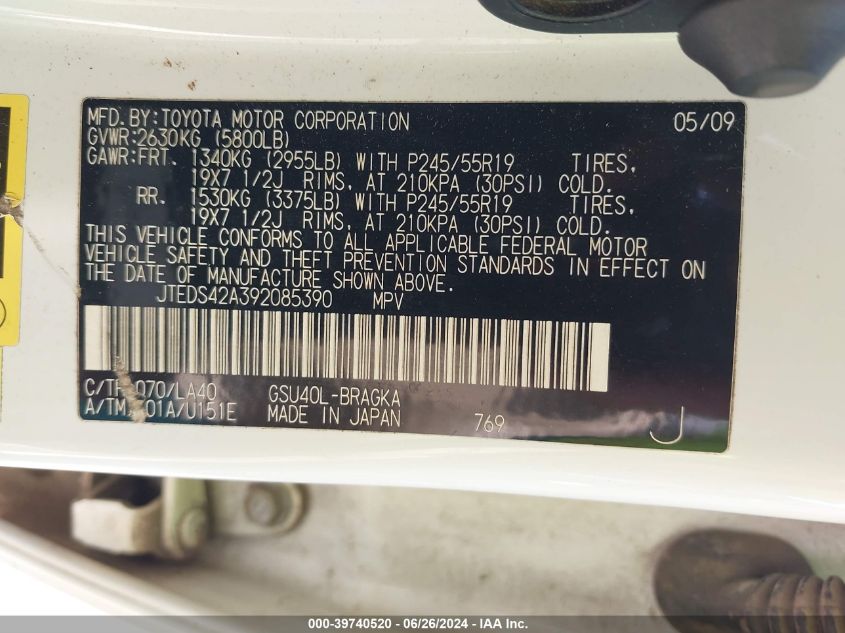 MFD. BY: TOYOTA MOTOR CORPORATION 05/09
GVWR:2630KG (5800LB)
GAWR:FRT. 1340KG (2955LB) WITH P245/55R19 TIRES,
19X7 1/2J RIMS, AT 210KPA (30PSI) COLD.
RR. 1530KG (3375LB) WITH P245/55R19 TIRES,
19X7 1/2J RIMS, AT 210KPA (30PSI) COLD.
THIS VEHICLE CONFORMS TO ALL APPLICABLE FEDERAL MOTOR
VEHICLE SAFETY AND THEFT PREVENTION STANDARDS IN EFFECT ON
THE DATE OF MANUFACTURE SHOWN ABOVE.
JTEDS42A392085390 MPV
070/LA40 GSU40L-BRAGKA
01A/U151E MADE IN JAPAN 769 J
000-39740520 - 06/26/2024 - IAA Inc.